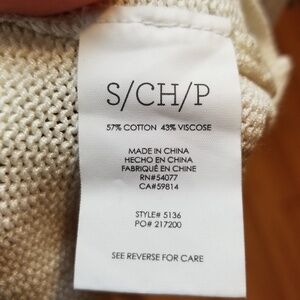 S/CH/P
57% COTTON 43% VISCOSE
MADE IN CHINA
HECHO EN CHINA
FABRIQUÉ EN CHINE
RN#54077
CA#59814
STYLE# 5136
PO# 217200
SEE REVERSE FOR CARE